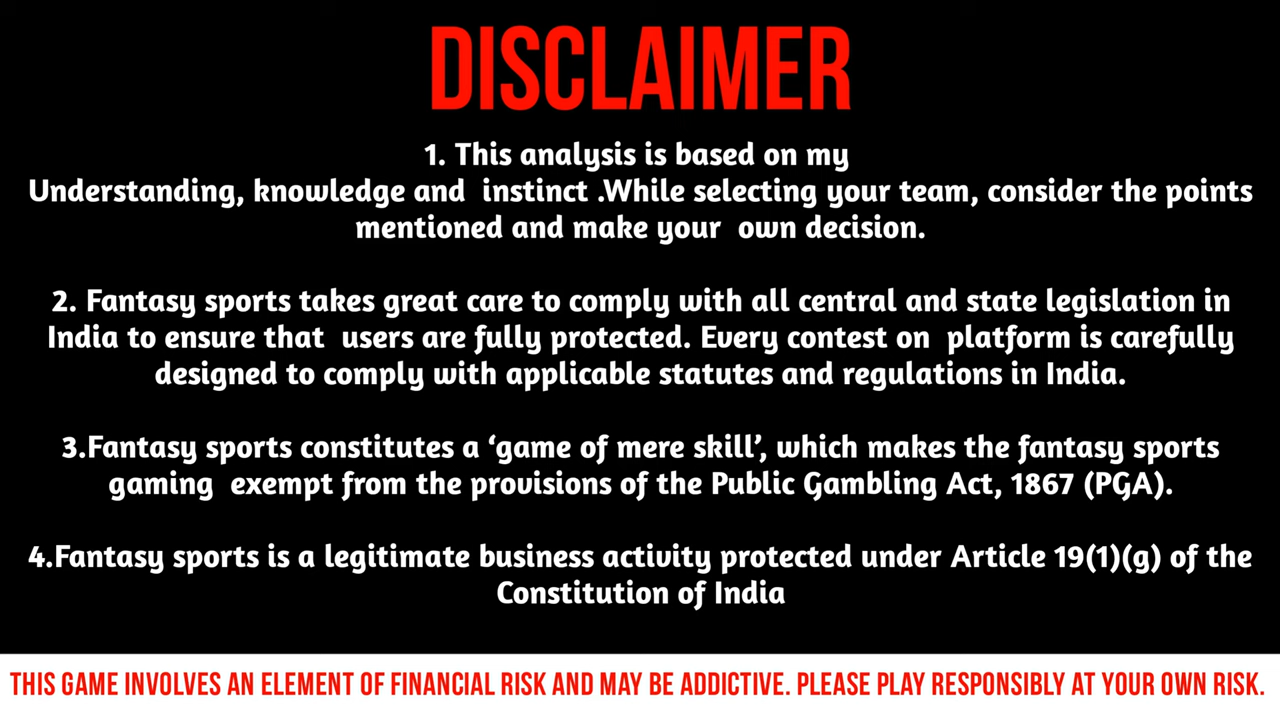 DISCLAIMER
1. This analysis is based on my
Understanding, knowledge and instinct .While selecting your team, consider the points
mentioned and make your own decision.
2. Fantasy sports takes great care to comply with all central and state legislation in
India to ensure that users are fully protected. Every contest on platform is carefully
designed to comply with applicable statutes and regulations in India.
3.Fantasy sports constitutes a ‘game of mere skill’, which makes the fantasy sports
gaming exempt from the provisions of the Public Gambling Act, 1867 (PGA).
4.Fantasy sports is a legitimate business activity protected under Article 19(1)(g) of the
Constitution of India
THIS GAME INVOLVES AN ELEMENT OF FINANCIAL RISK AND MAY BE ADDICTIVE. PLEASE PLAY RESPONSIBLY AT YOUR OWN RISK.